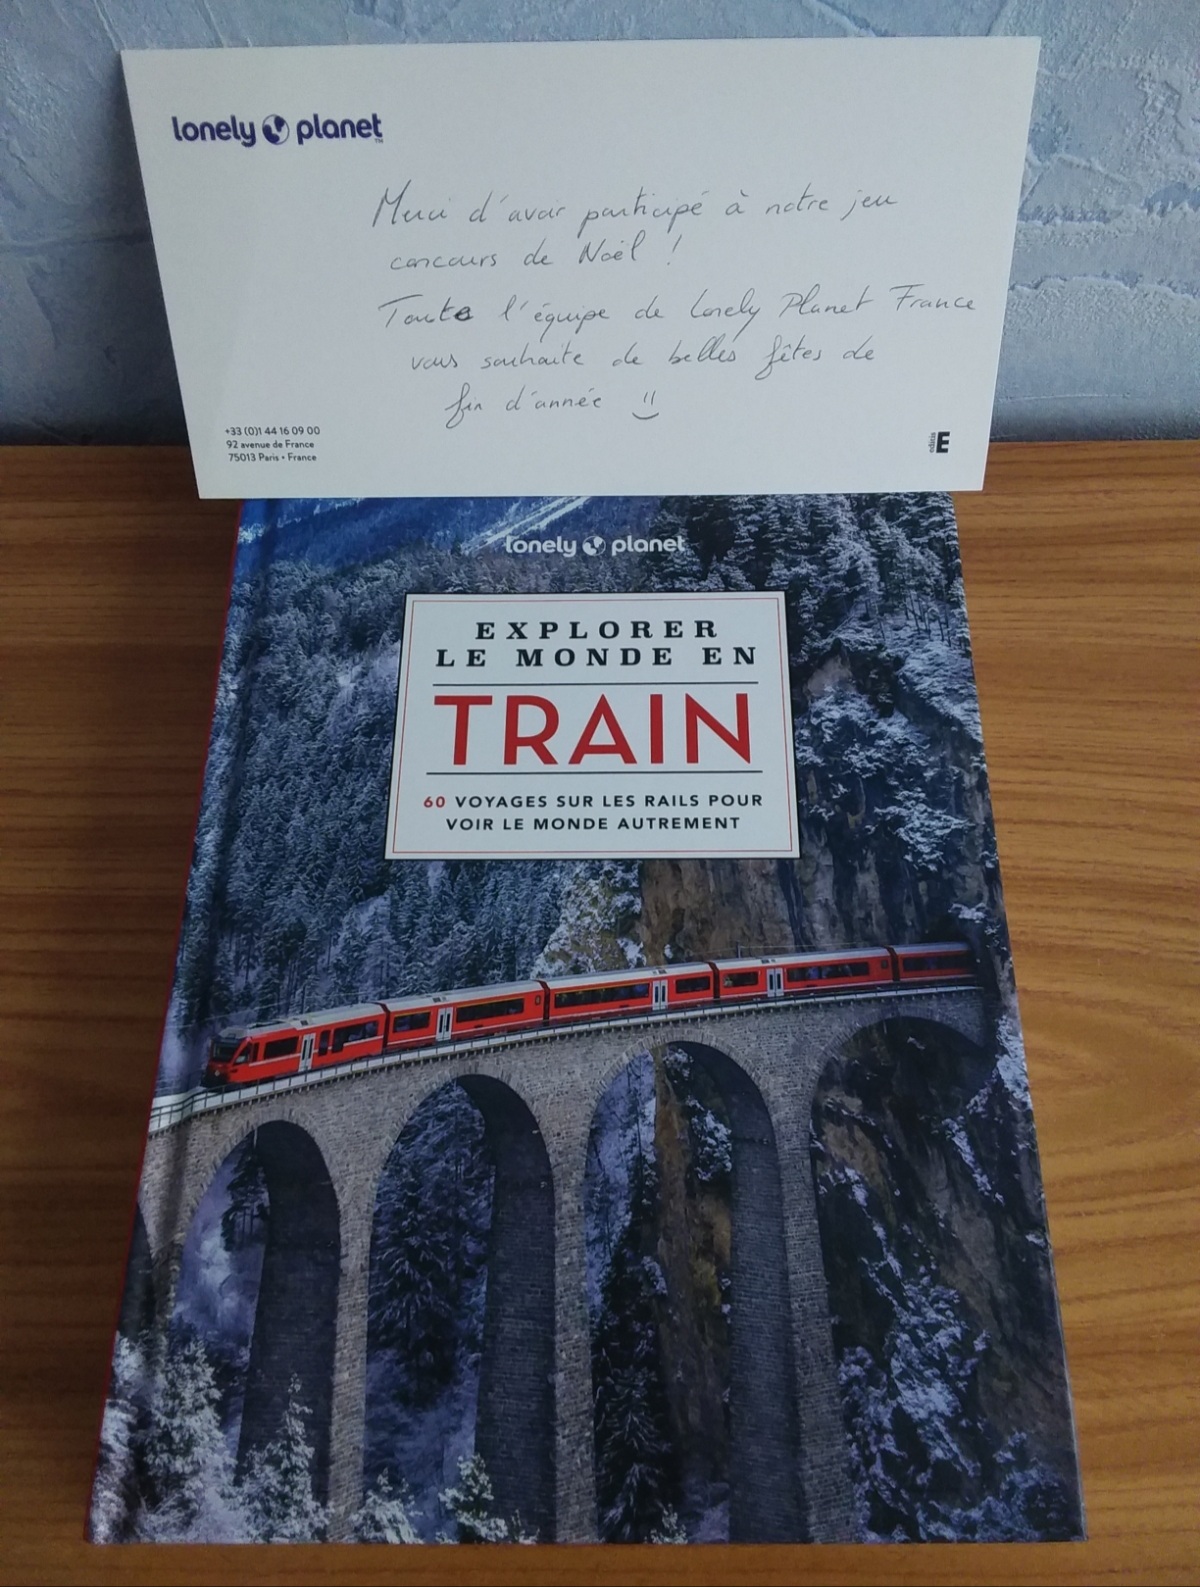 lonely planet
Merci d'avoir participé à notre jeu
concours de Noël !
Toute l'équipe de Lonely Planet France
vous souhaite de belles fêtes de
fin d'année
+33 (0)1 44 16 09 00
92 avenue de France
75013 Paris • France
editis E
lonely planet
EXPLORER
LE MONDE EN
TRAIN
60 VOYAGES SUR LES RAILS POUR
VOIR LE MONDE AUTREMENT